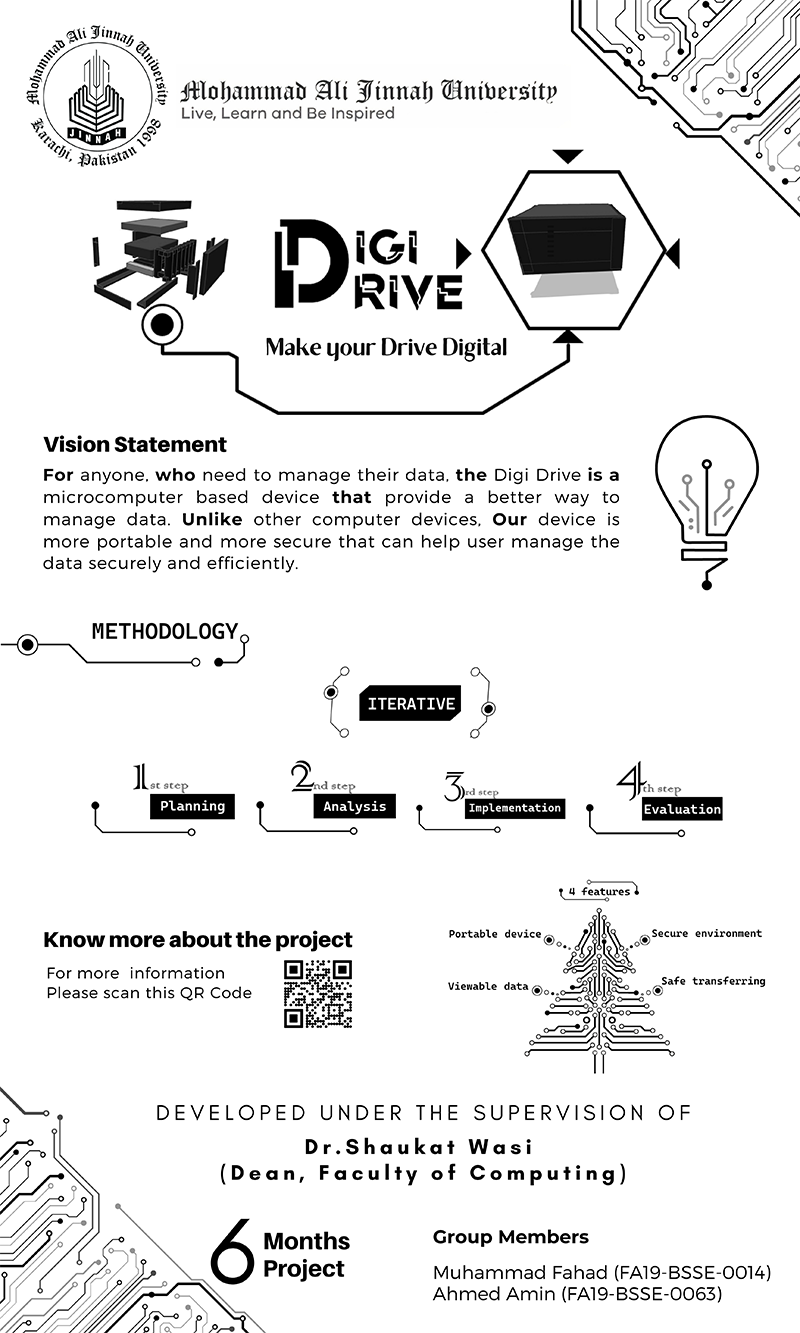 Mohammad Ali Jinnah University
JINNAH
Karachi, Pakistan 1998
Mohammad Ali Jinnah University
Live, Learn and Be Inspired
DIGI
DRIVE
Make your Drive Digital
Vision Statement
For anyone, who need to manage their data, the Digi Drive is a
microcomputer based device that provide a better way to
manage data. Unlike other computer devices, Our device is
more portable and more secure that can help user manage the
data securely and efficiently.
METHODOLOGY
ITERATIVE
1st step
Planning
2nd step
Analysis
3rd step
Implementation
4th step
Evaluation
4 features
Portable device
Secure environment
Viewable data
Safe transferring
Know more about the project
For more information
Please scan this QR Code
DEVELOPED UNDER THE SUPERVISION OF
Dr.Shaukat Wasi
(Dean, Faculty of Computing)
6 Months
Project
Group Members
Muhammad Fahad (FA19-BSSE-0014)
Ahmed Amin (FA19-BSSE-0063)